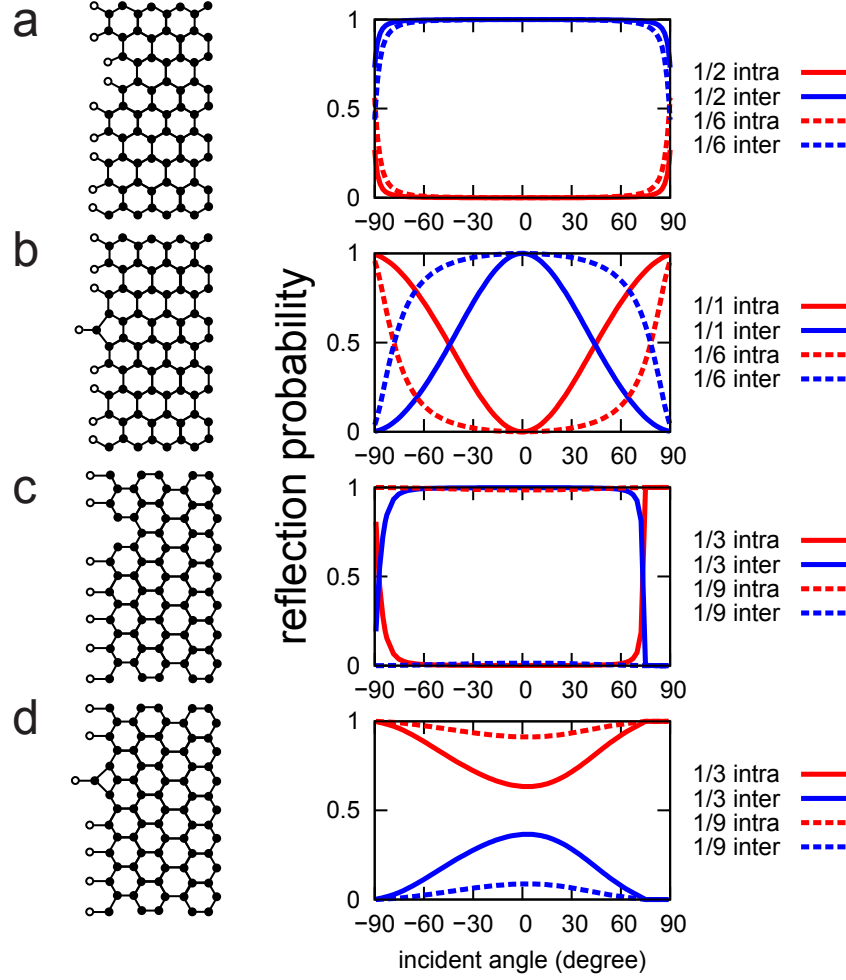 a
1
0.5
0
−90 −60 −30 0 30 60 90
1/2 intra
1/2 inter
1/6 intra
1/6 inter
b
1
0.5
0
−90 −60 −30 0 30 60 90
1/1 intra
1/1 inter
1/6 intra
1/6 inter
reflection probability
c
1
0.5
0
−90 −60 −30 0 30 60 90
1/3 intra
1/3 inter
1/9 intra
1/9 inter
d
1
0.5
0
−90 −60 −30 0 30 60 90
1/3 intra
1/3 inter
1/9 intra
1/9 inter
incident angle (degree)